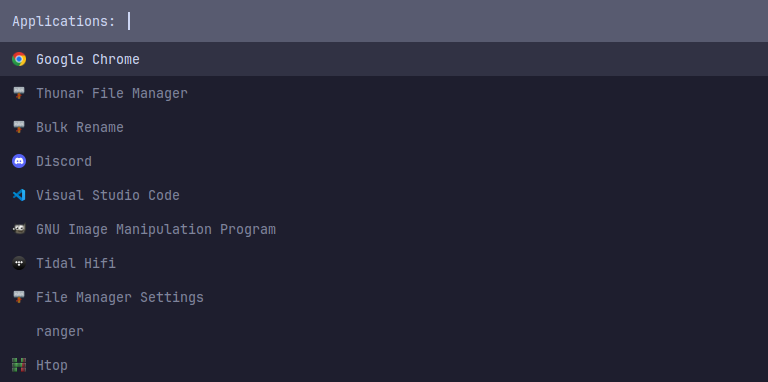 Applications:
Google Chrome
Thunar File Manager
Bulk Rename
Discord
Visual Studio Code
GNU Image Manipulation Program
Tidal Hifi
File Manager Settings
ranger
Htop